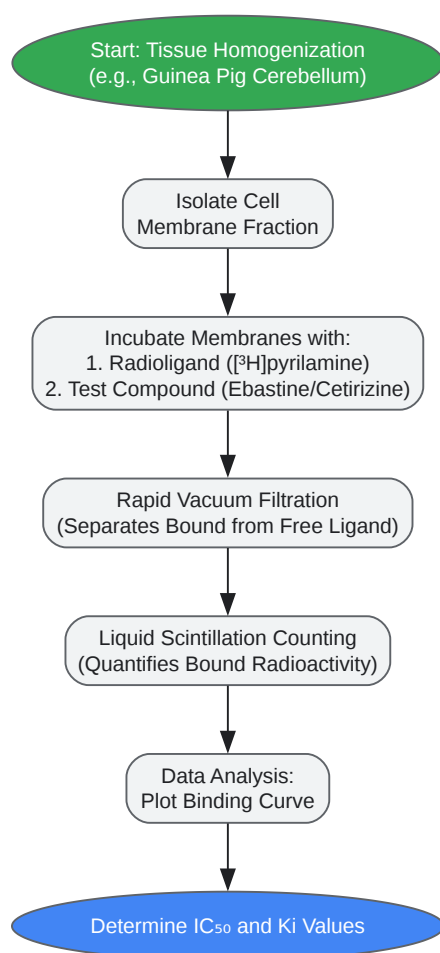 Start: Tissue Homogenization
(e.g., Guinea Pig Cerebellum)
Isolate Cell
Membrane Fraction
Incubate Membranes with:
1. Radioligand ([³H]pyrilamine)
2. Test Compound (Ebastine/Cetirizine)
Rapid Vacuum Filtration
(Separates Bound from Free Ligand)
Liquid Scintillation Counting
(Quantifies Bound Radioactivity)
Data Analysis:
Plot Binding Curve
Determine IC₅₀ and Ki Values